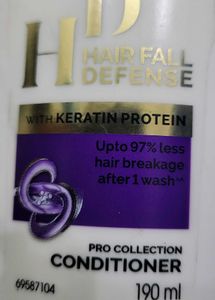 HAIR FALL
DEFENSE
WITH KERATIN PROTEIN
Upto 97% less
hair breakage
after 1 wash^^
PRO COLLECTION
CONDITIONER
69587104
190 ml